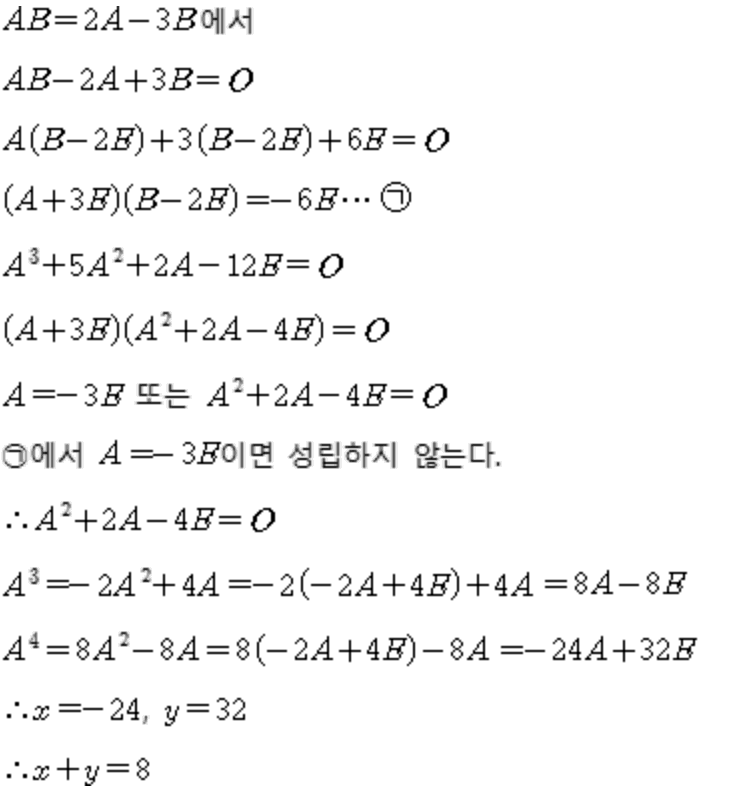 AB=2A-3B에서
AB-2A+3B=O
A(B-2E)+3(B-2E)+6E=O
(A+3E)(B-2E)=-6E⋯ ㉠
A³+5A²+2A-12E=O
(A+3E)(A²+2A-4E)=O
A=-3E 또는 A²+2A-4E=O
㉠에서 A=-3E이면 성립하지 않는다.
∴A²+2A-4E=O
A³=-2A²+4A=-2(-2A+4E)+4A=8A-8E
A⁴=8A²-8A=8(-2A+4E)-8A=-24A+32E
∴x=-24, y=32
∴x+y=8